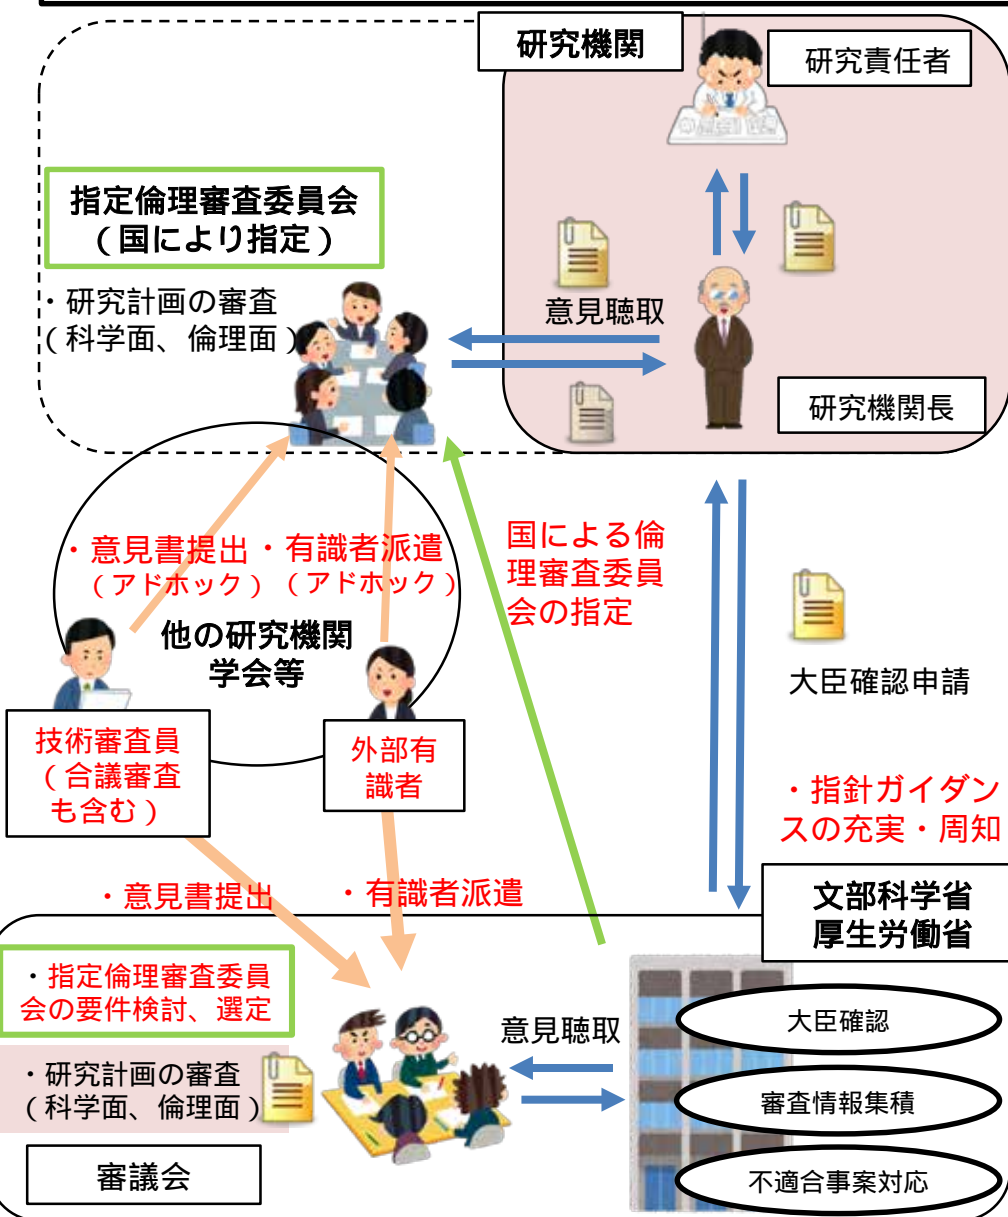 研究機関
研究責任者
指定倫理審査委員会
（国により指定）
・研究計画の審査
（科学面、倫理面）
意見聴取
研究機関長
・意見書提出
（アドホック）
・有識者派遣
（アドホック）
国による倫
理審査委員
会の指定
他の研究機関
学会等
大臣確認申請
技術審査員
（合議審査
も含む）
外部有
識者
・指針ガイダン
スの充実・周知
・意見書提出
・有識者派遣
文部科学省
厚生労働省
・指定倫理審査委員
会の要件検討、選定
意見聴取
大臣確認
・研究計画の審査
（科学面、倫理面）
審査情報集積
審議会
不適合事案対応